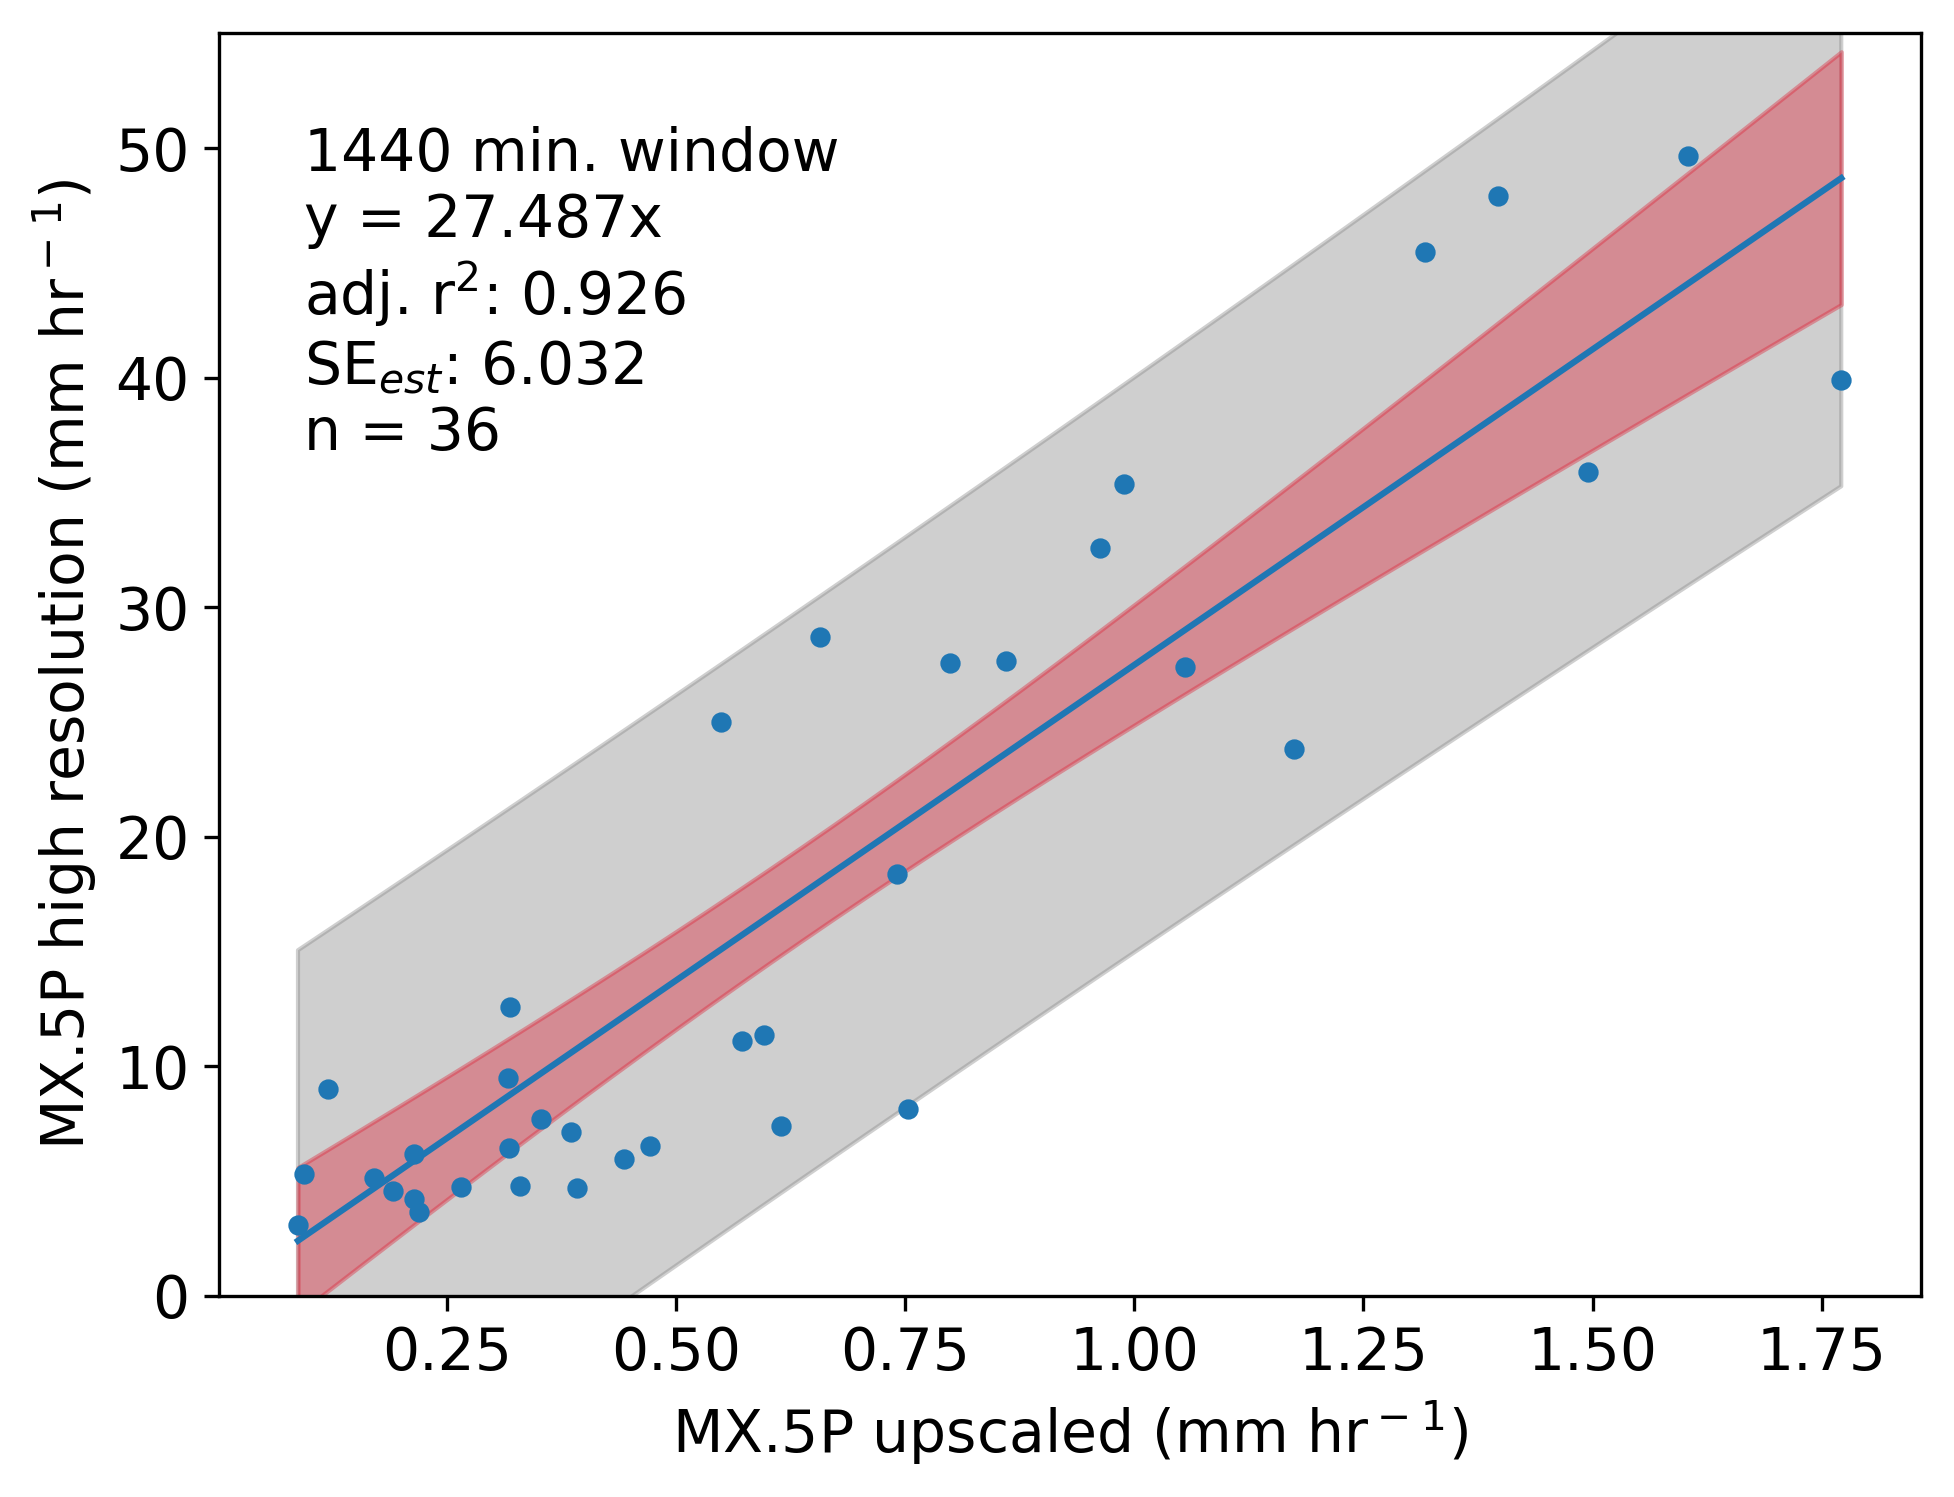 1440 min. window
y = 27.487x
adj. r²: 0.926
SEest: 6.032
n = 36
MX.5P high resolution (mm hr⁻¹)
50
40
30
20
10
0
0.25 0.50 0.75 1.00 1.25 1.50 1.75
MX.5P upscaled (mm hr⁻¹)